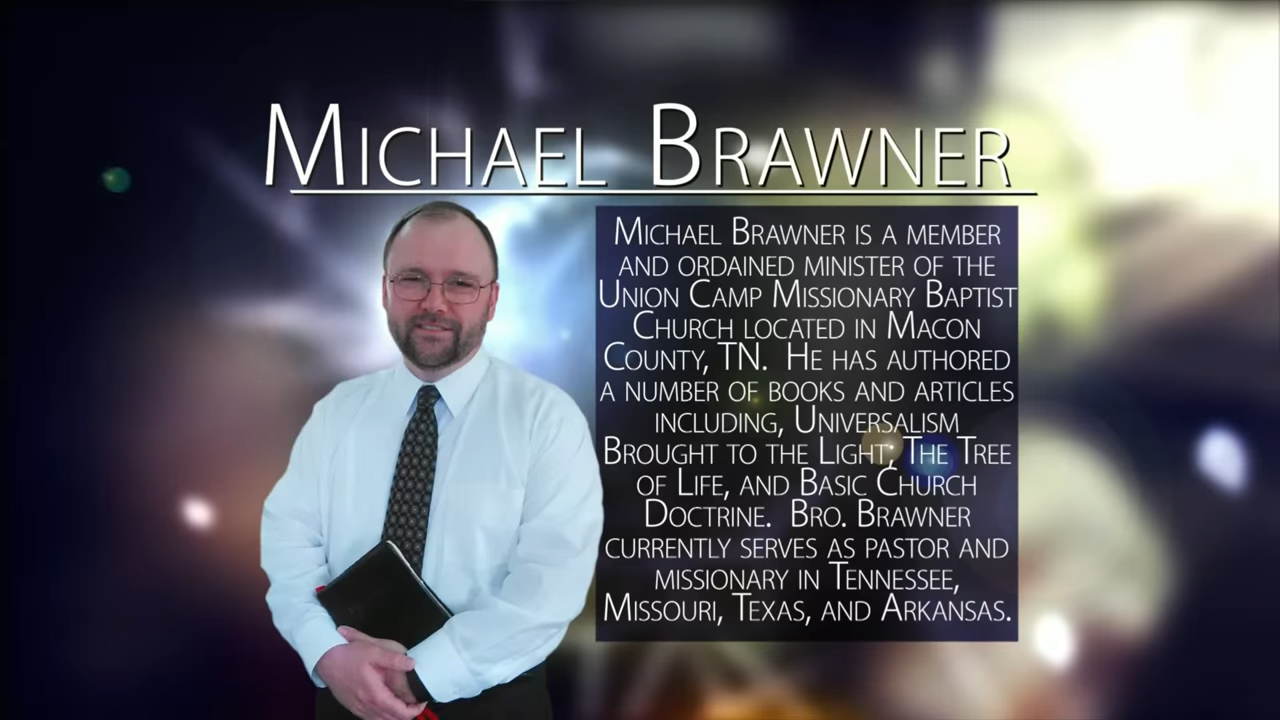 Michael Brawner
Michael Brawner is a member
and ordained minister of the
Union Camp Missionary Baptist
Church located in Macon
County, TN. He has authored
a number of books and articles
including, Universalism
Brought to the Light; The Tree
of Life, and Basic Church
Doctrine. Bro. Brawner
currently serves as pastor and
missionary in Tennessee,
Missouri, Texas, and Arkansas.